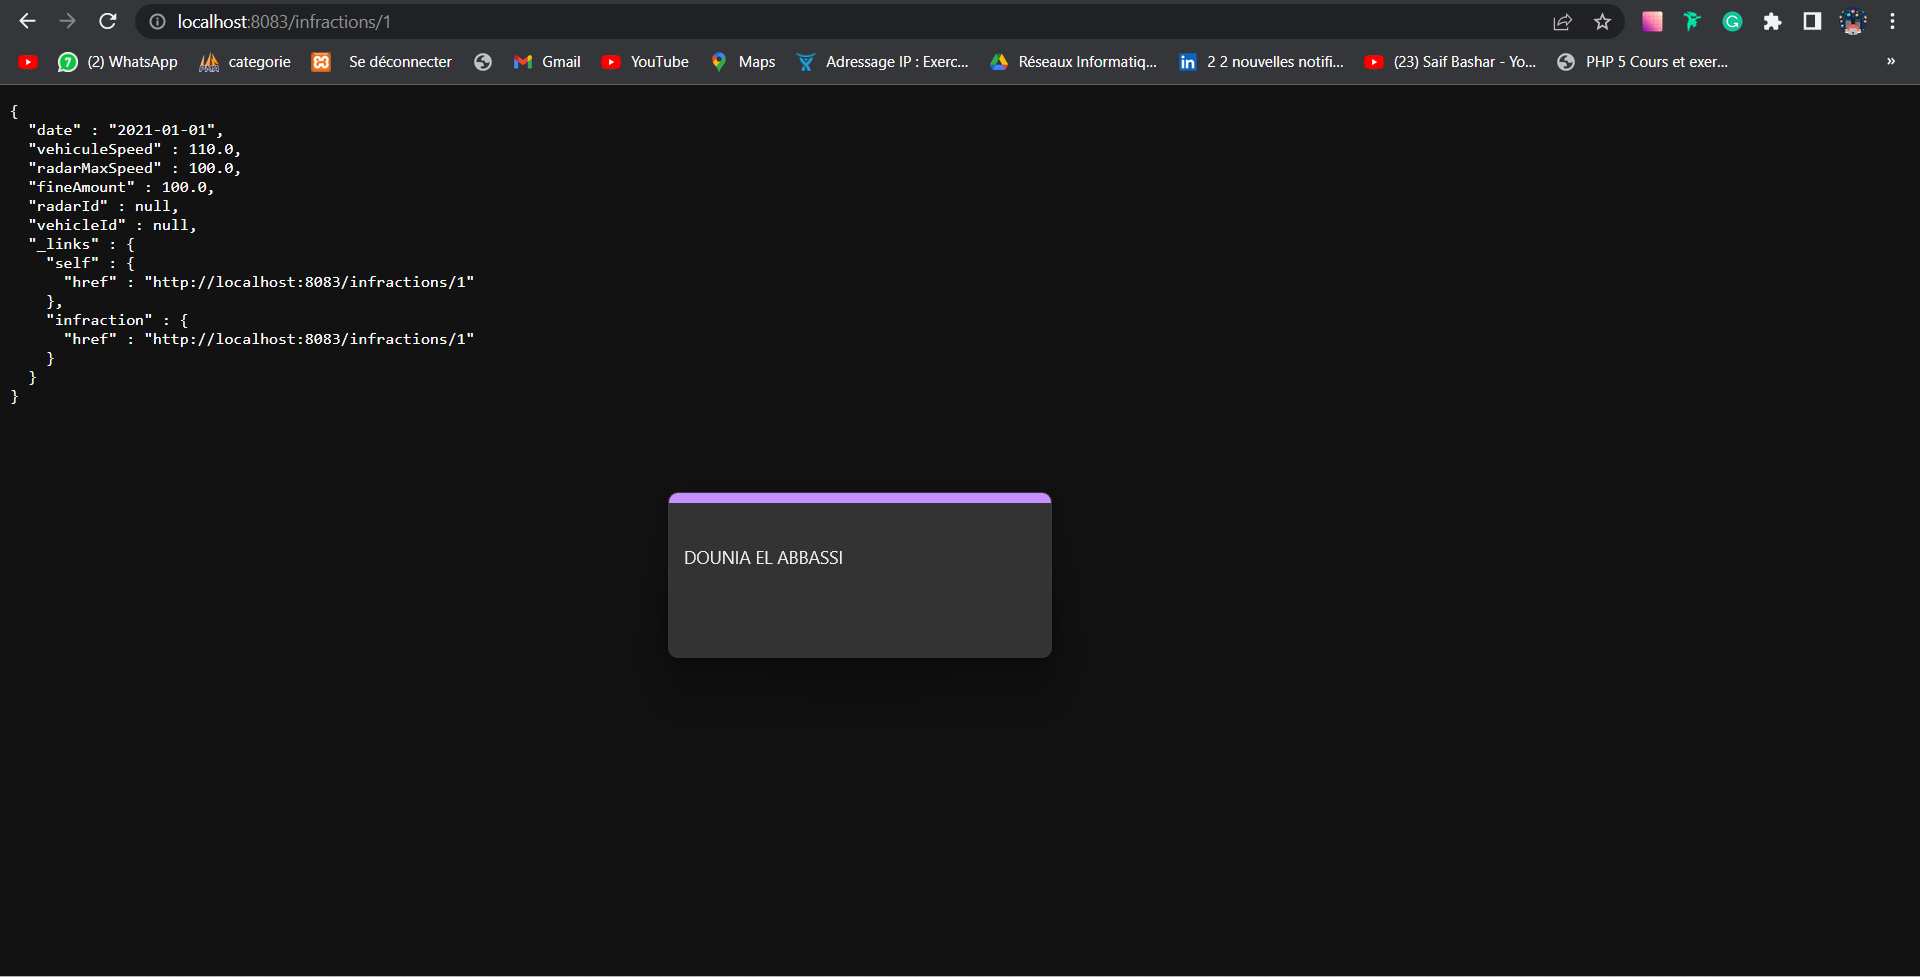 localhost:8083/infractions/1
(2) WhatsApp
categorie
Se déconnecter
Gmail
YouTube
Maps
Adressage IP : Exerc...
Réseaux Informatiq...
2 2 nouvelles notifi...
(23) Saif Bashar - Yo...
PHP 5 Cours et exer...
»
{
"date" : "2021-01-01",
"vehiculeSpeed" : 110.0,
"radarMaxSpeed" : 100.0,
"fineAmount" : 100.0,
"radarId" : null,
"vehicleId" : null,
"_links" : {
"self" : {
"href" : "http://localhost:8083/infractions/1"
},
"infraction" : {
"href" : "http://localhost:8083/infractions/1"
}
}
}
DOUNIA EL ABBASSI